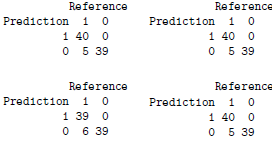 Reference Reference
Prediction 1 0 Prediction 1 0
1 40 0 1 40 0
0 5 39 0 5 39
Reference Reference
Prediction 1 0 Prediction 1 0
1 39 0 1 40 0
0 6 39 0 5 39